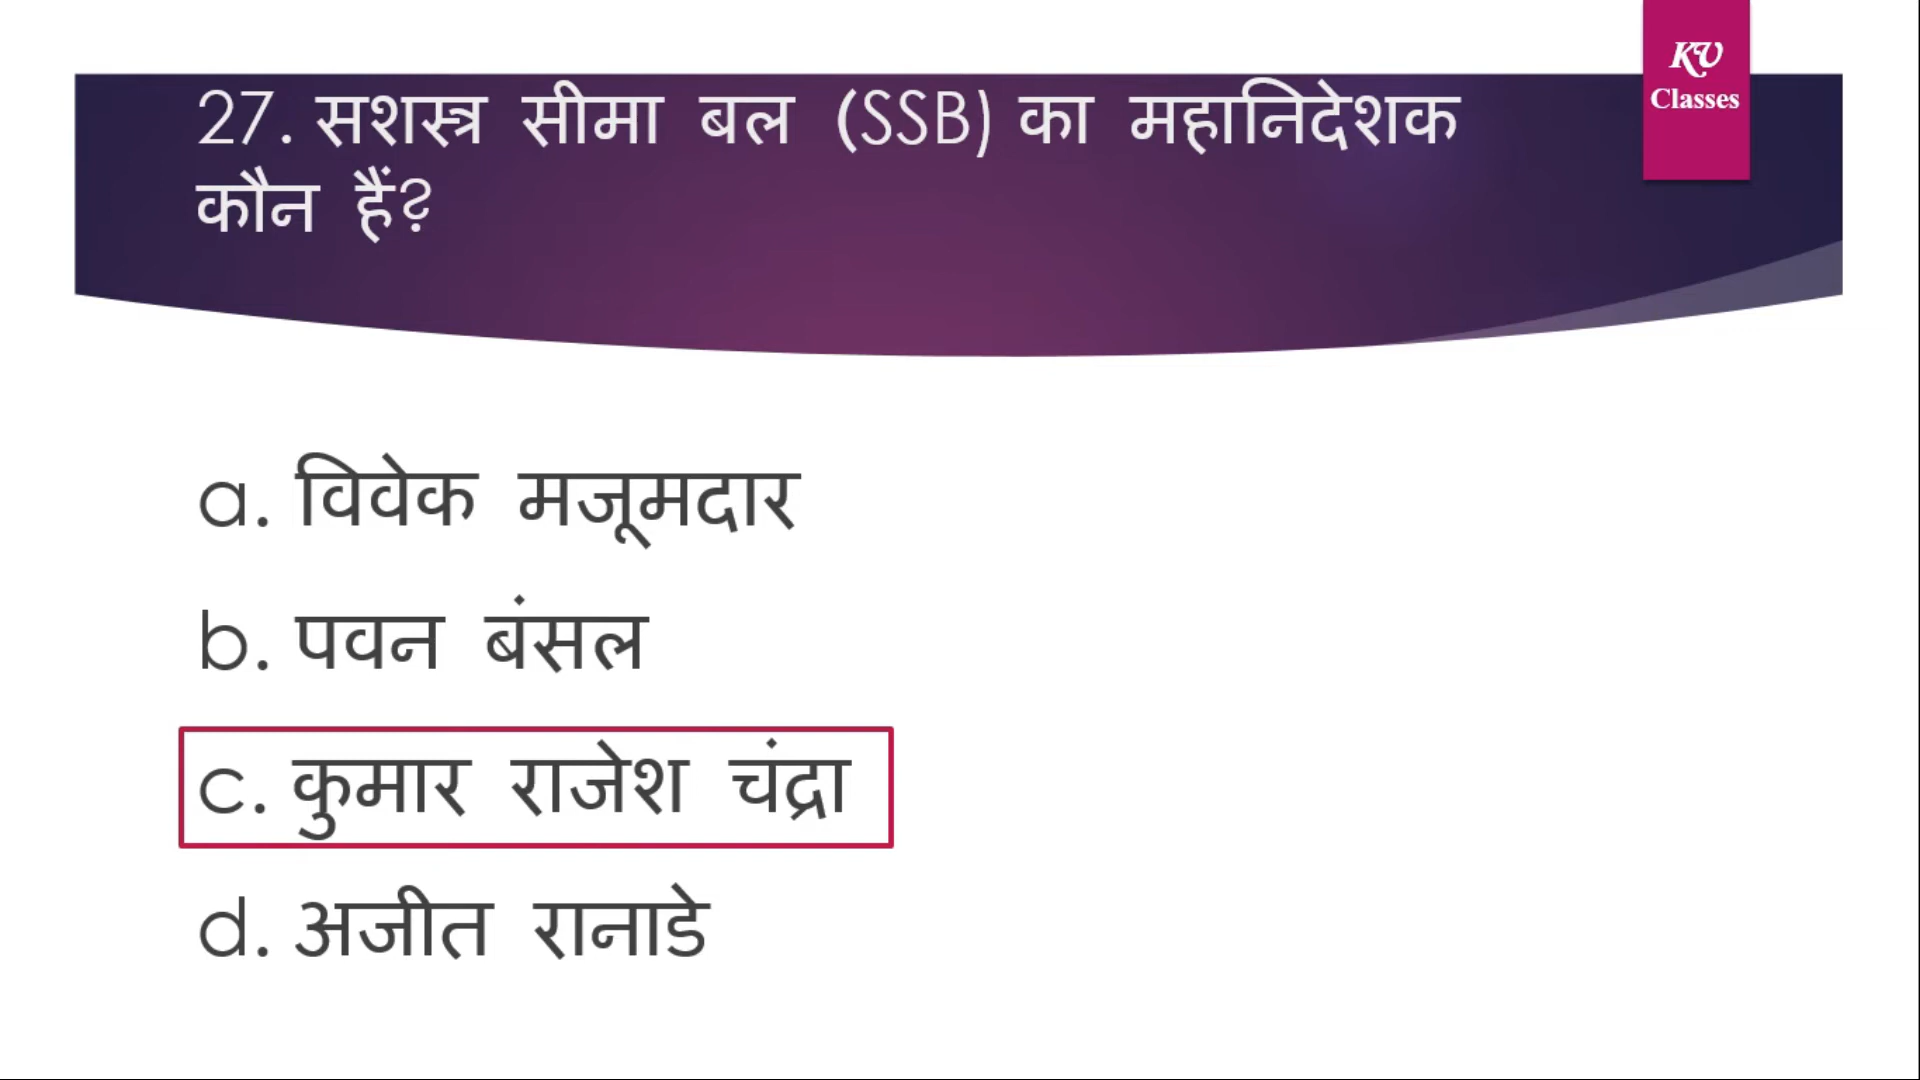 KV
Classes
27. सशस्त्र सीमा बल (SSB) का महानिदेशक
कौन हैं?
a. विवेक मजूमदार
b. पवन बंसल
c. कुमार राजेश चंद्रा
d. अजीत रानाडे